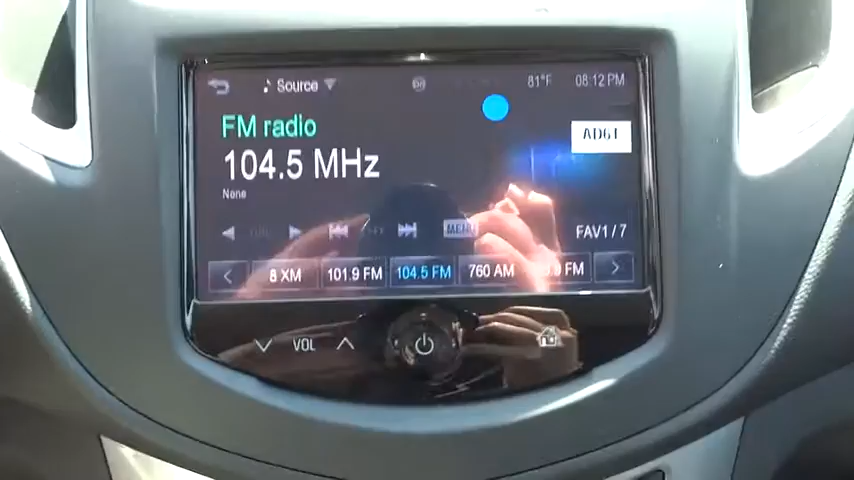 Source 81°F 08:12 PM
FM radio
AD61
104.5 MHz
None
MENU FAV1 / 7
8 XM 101.9 FM 104.5 FM 760 AM
VOL